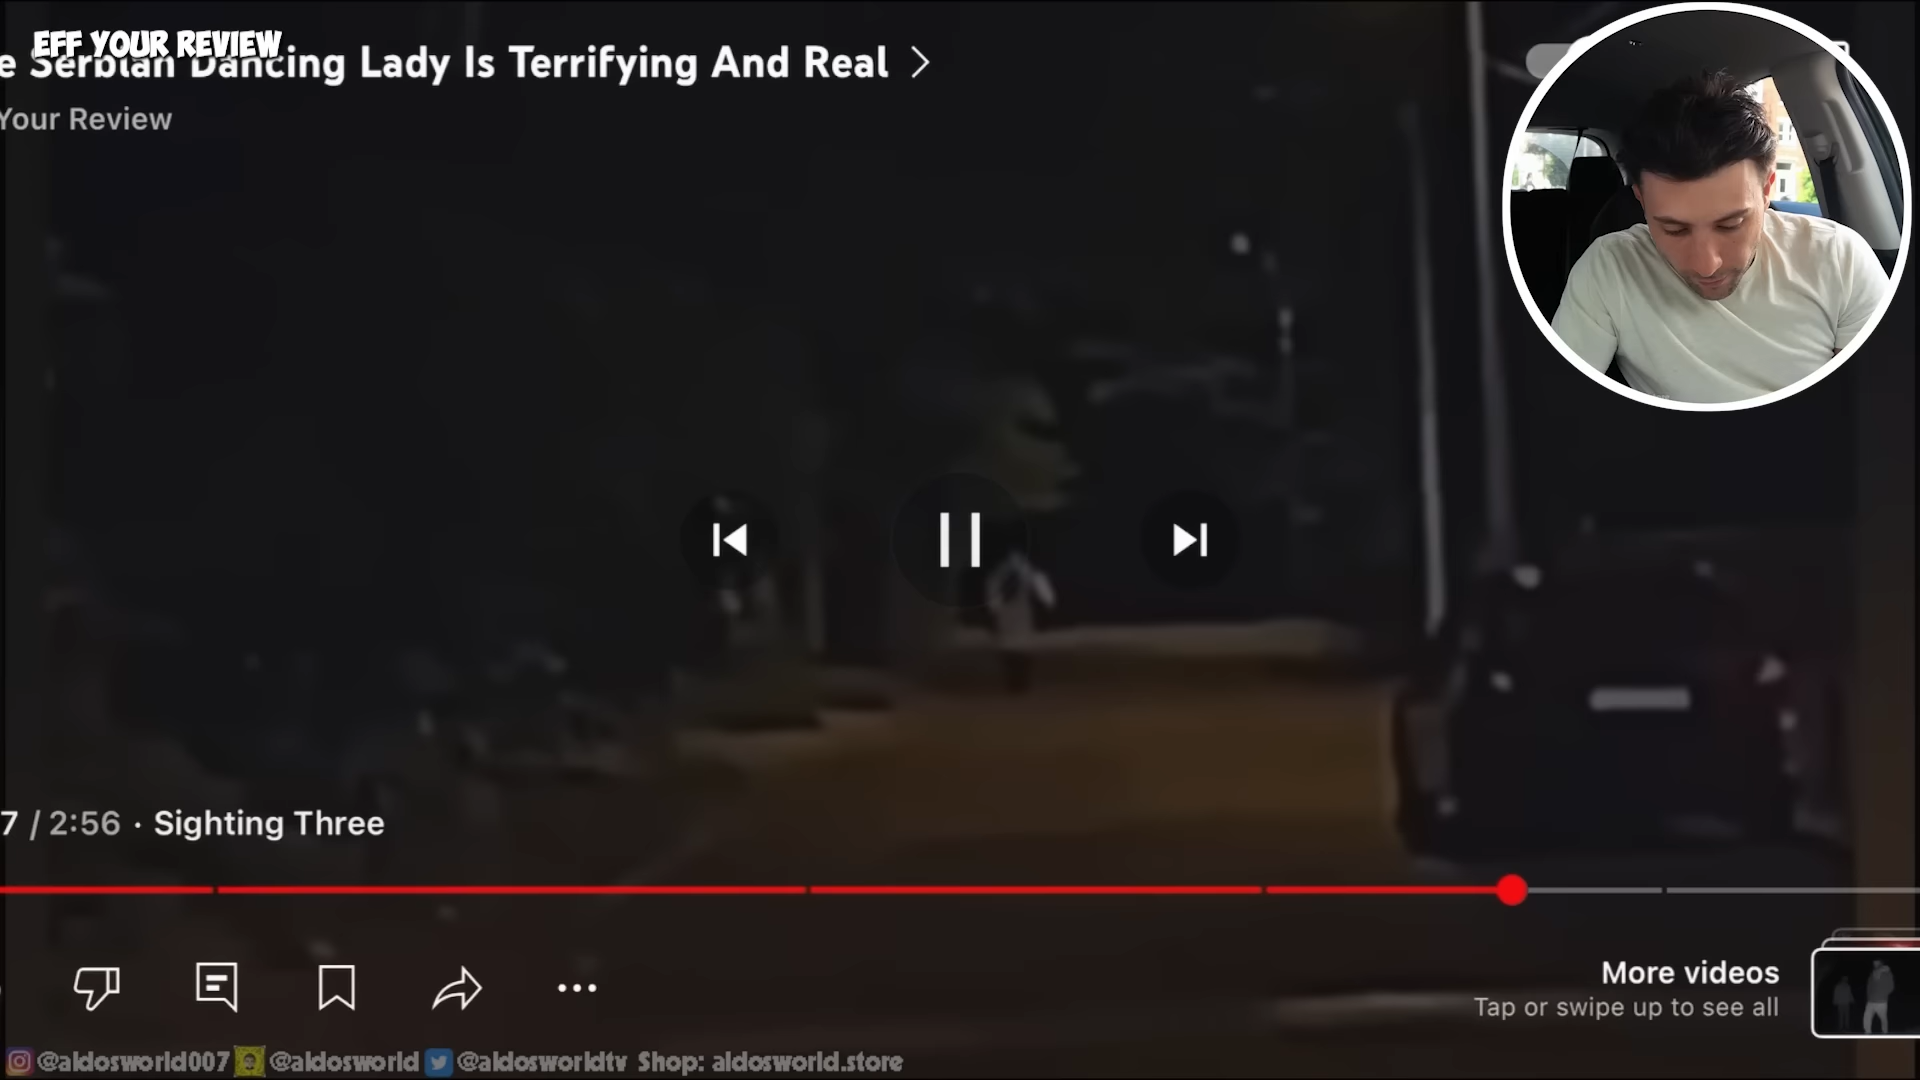 EFF YOUR REVIEW
e Serbian Dancing Lady Is Terrifying And Real
Your Review
7 / 2:56 · Sighting Three
More videos
Tap or swipe up to see all
@aldosworld007 @aldosworld @aldosworldtv Shop: aldosworld.store